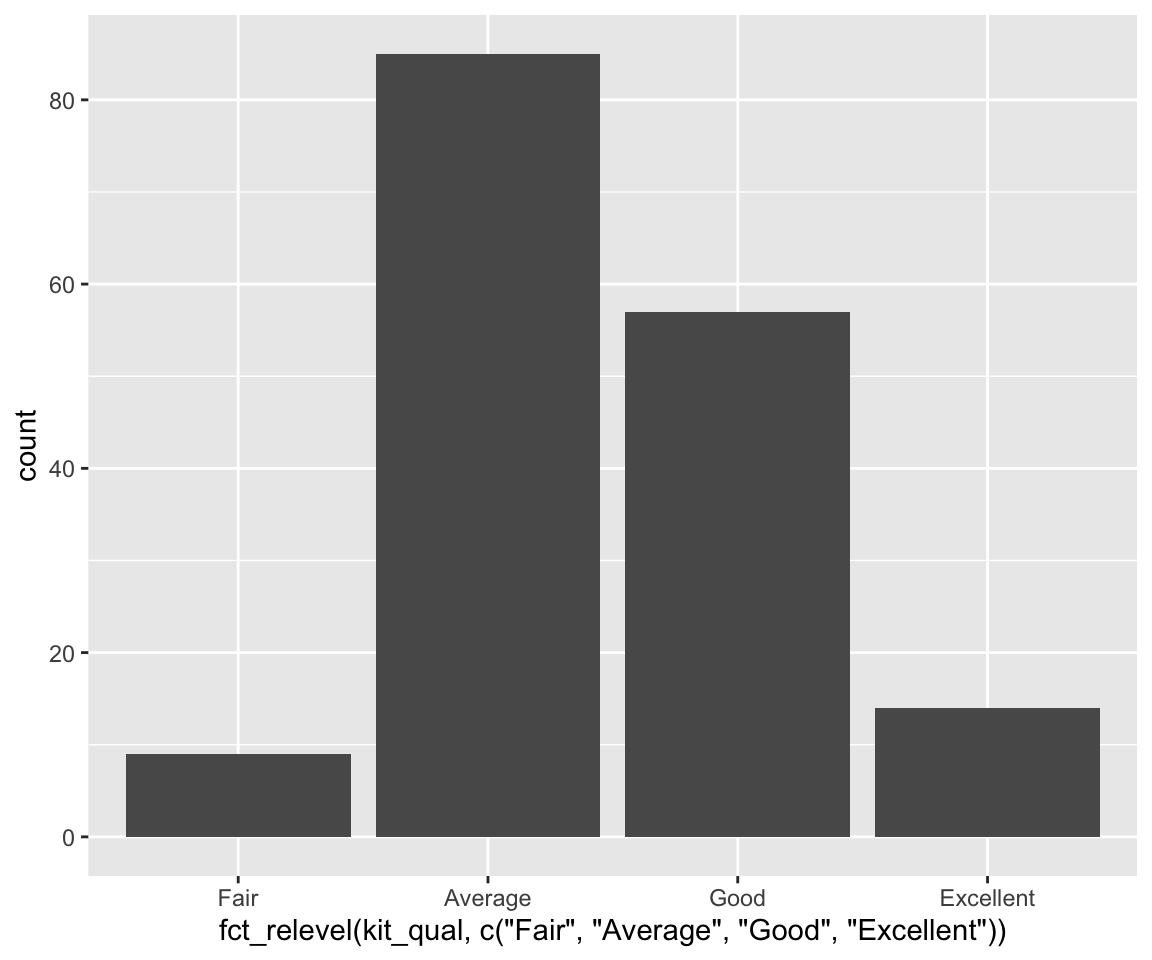 80
60
40
20
0
count
Fair Average Good Excellent
fct_relevel(kit_qual, c("Fair", "Average", "Good", "Excellent"))